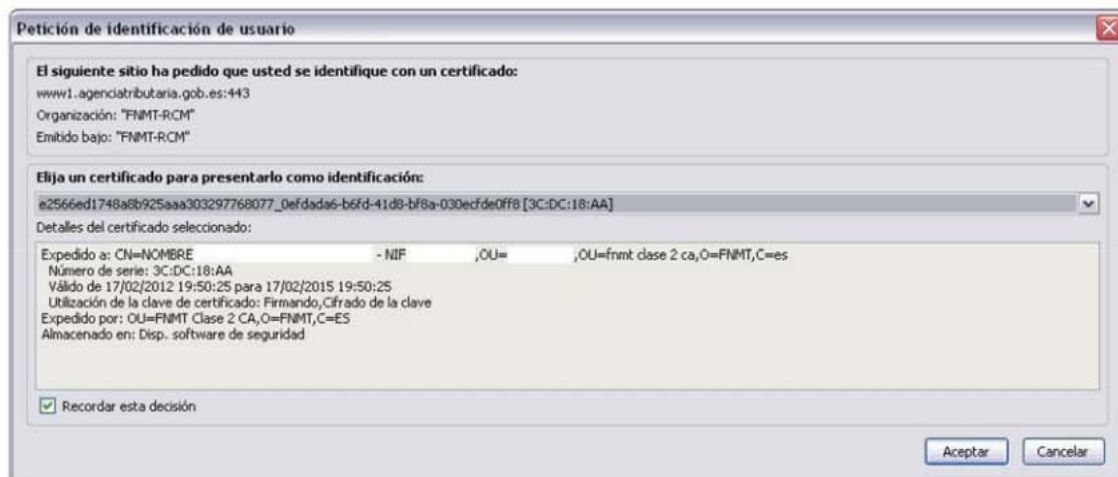 Petición de identificación de usuario
El siguiente sitio ha pedido que usted se identifique con un certificado:
www1.agenciatributaria.gob.es:443
Organización: "FNMT-RCM"
Emitido bajo: "FNMT-RCM"
Elija un certificado para presentarlo como identificación:
e2566ed1748a8b925aaa303297768077_0efdada6-b6fd-41d8-bf8a-030ecfde0ff8 [3C:DC:18:AA]
Detalles del certificado seleccionado:
Expedido a: CN=NOMBRE - NIF ,OU= ,OU=fnmt clase 2 ca,O=FNMT,C=es
Número de serie: 3C:DC:18:AA
Válido de 17/02/2012 19:50:25 para 17/02/2015 19:50:25
Utilización de la clave de certificado: Firmando,Cifrado de la clave
Expedido por: OU=FNMT Clase 2 CA,O=FNMT,C=ES
Almacenado en: Disp. software de seguridad
Recordar esta decisión
Aceptar Cancelar